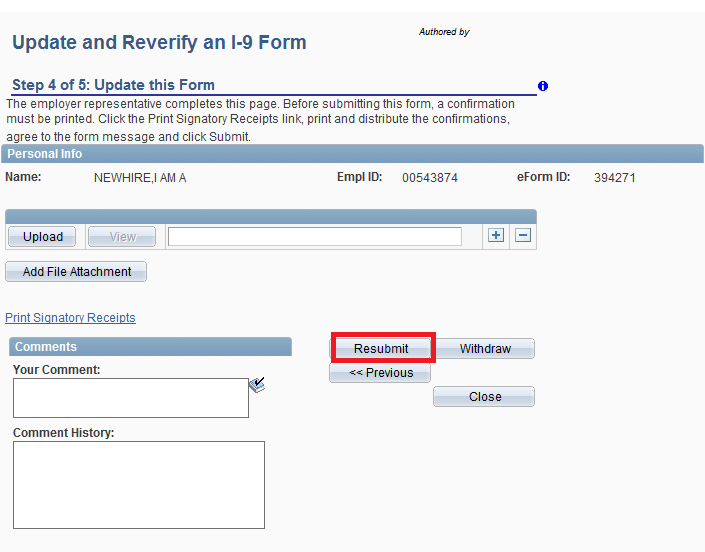 Update and Reverify an I-9 Form
Authored by
Step 4 of 5: Update this Form
The employer representative completes this page. Before submitting this form, a confirmation
must be printed. Click the Print Signatory Receipts link, print and distribute the confirmations,
agree to the form message and click Submit.
Personal Info
Name: NEWHIRE,I AM A Empl ID: 00543874 eForm ID: 394271
Upload View + -
Add File Attachment
Print Signatory Receipts
Comments
Your Comment:
Comment History:
Resubmit Withdraw
<< Previous
Close